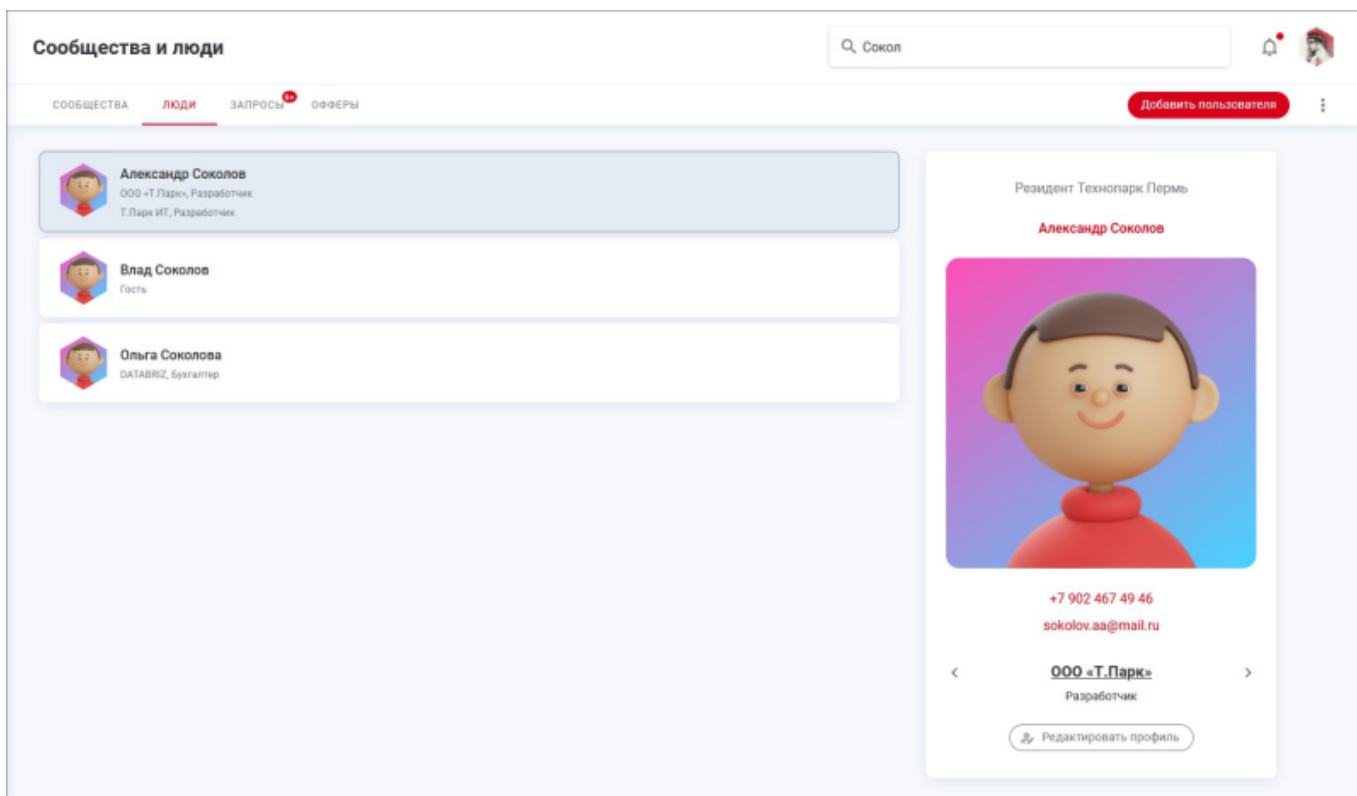 Сообщества и люди
Сокол
СООБЩЕСТВА ЛЮДИ ЗАПРОСЫ 9+ ОФФЕРЫ
Добавить пользователя
Александр Соколов
ООО «Т.Парк», Разработчик
Т.Парк ИТ, Разработчик
Влад Соколов
Гость
Ольга Соколова
DATABRIZ, Бухгалтер
Резидент Технопарк Пермь
Александр Соколов
+7 902 467 49 46
sokolov.aa@mail.ru
ООО «Т.Парк»
Разработчик
Редактировать профиль